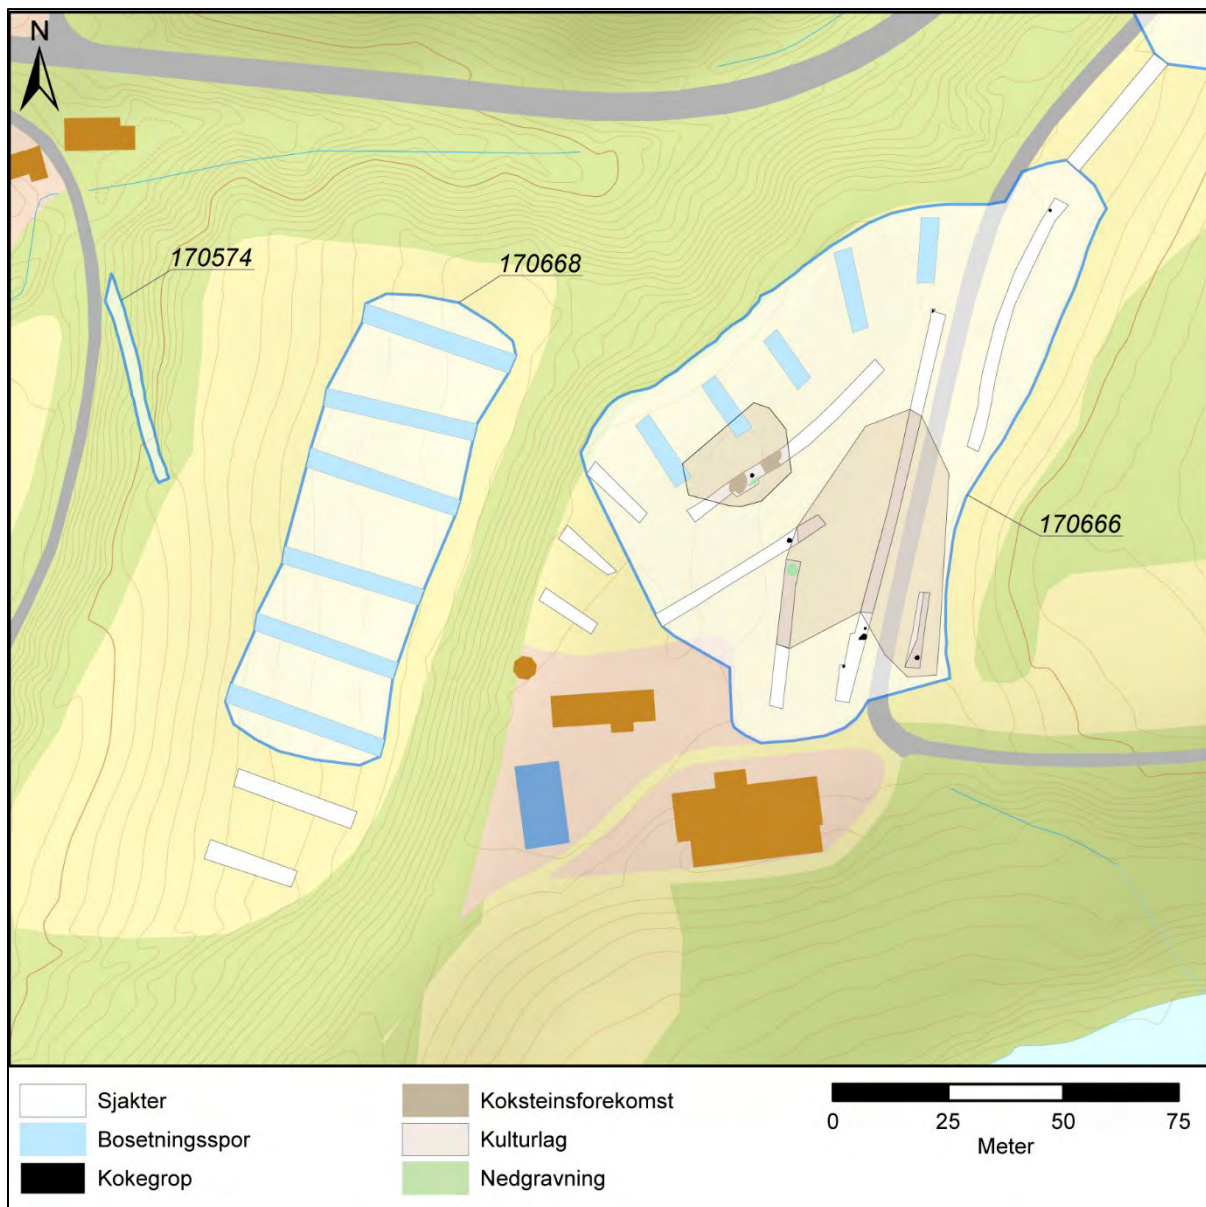 N
170574
170668
170666
Sjakter
Bosetningsspor
Kokegrop
Koksteinsforekomst
Kulturlag
Nedgravning
0 25 50 75
Meter